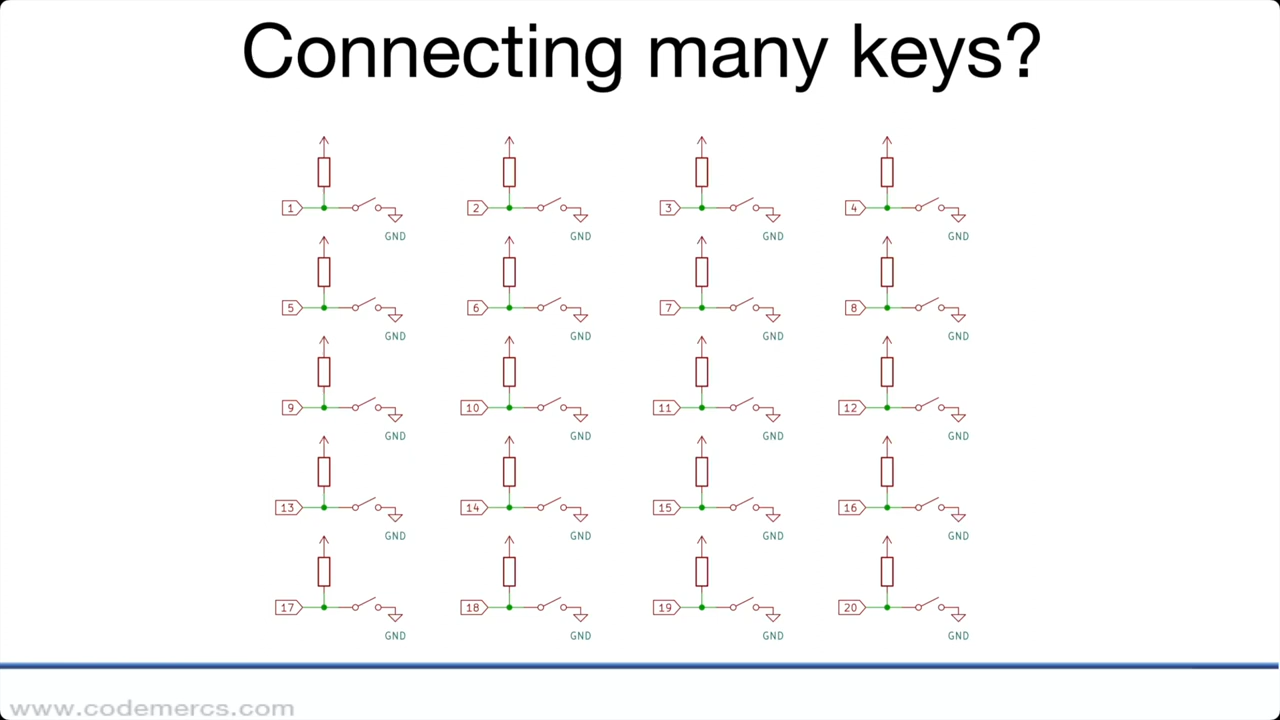 Connecting many keys?
1 2 3 4
GND GND GND GND
5 6 7 8
GND GND GND GND
9 10 11 12
GND GND GND GND
13 14 15 16
GND GND GND GND
17 18 19 20
GND GND GND GND
www.codemercs.com